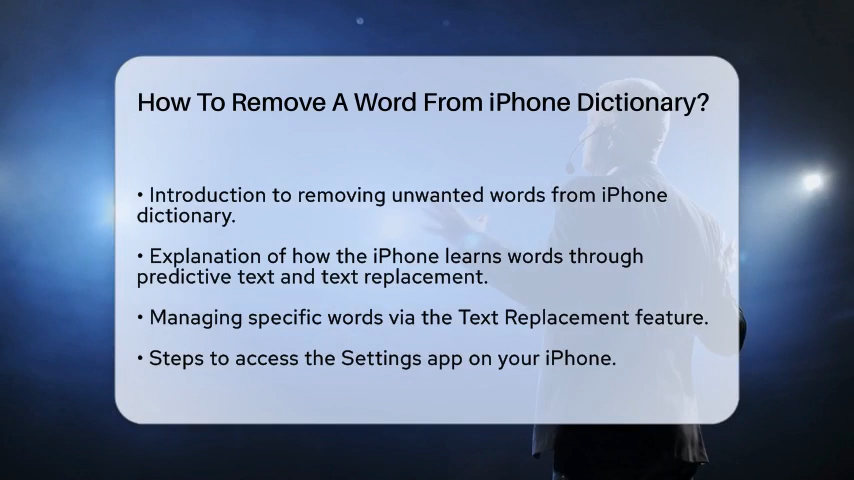 How To Remove A Word From iPhone Dictionary?
• Introduction to removing unwanted words from iPhone
dictionary.
• Explanation of how the iPhone learns words through
predictive text and text replacement.
• Managing specific words via the Text Replacement feature.
• Steps to access the Settings app on your iPhone.